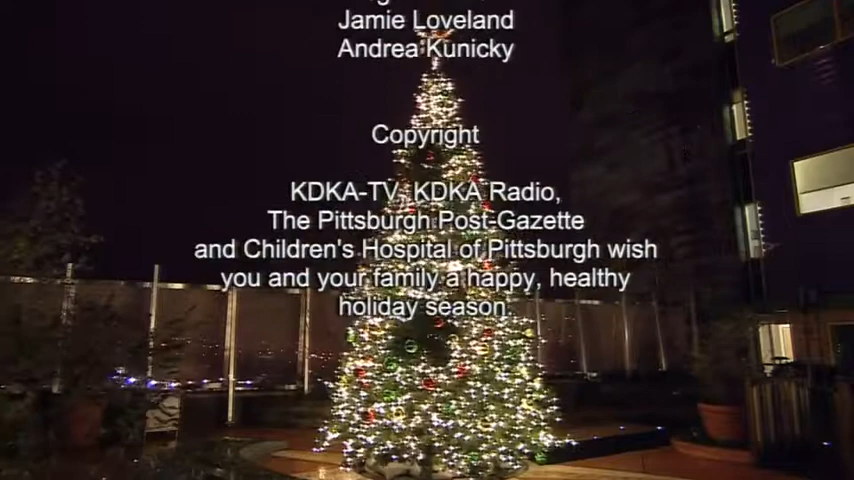 Jamie Loveland
Andrea Kunicky
Copyright
KDKA-TV, KDKA Radio,
The Pittsburgh Post-Gazette
and Children's Hospital of Pittsburgh wish
you and your family a happy, healthy
holiday season.